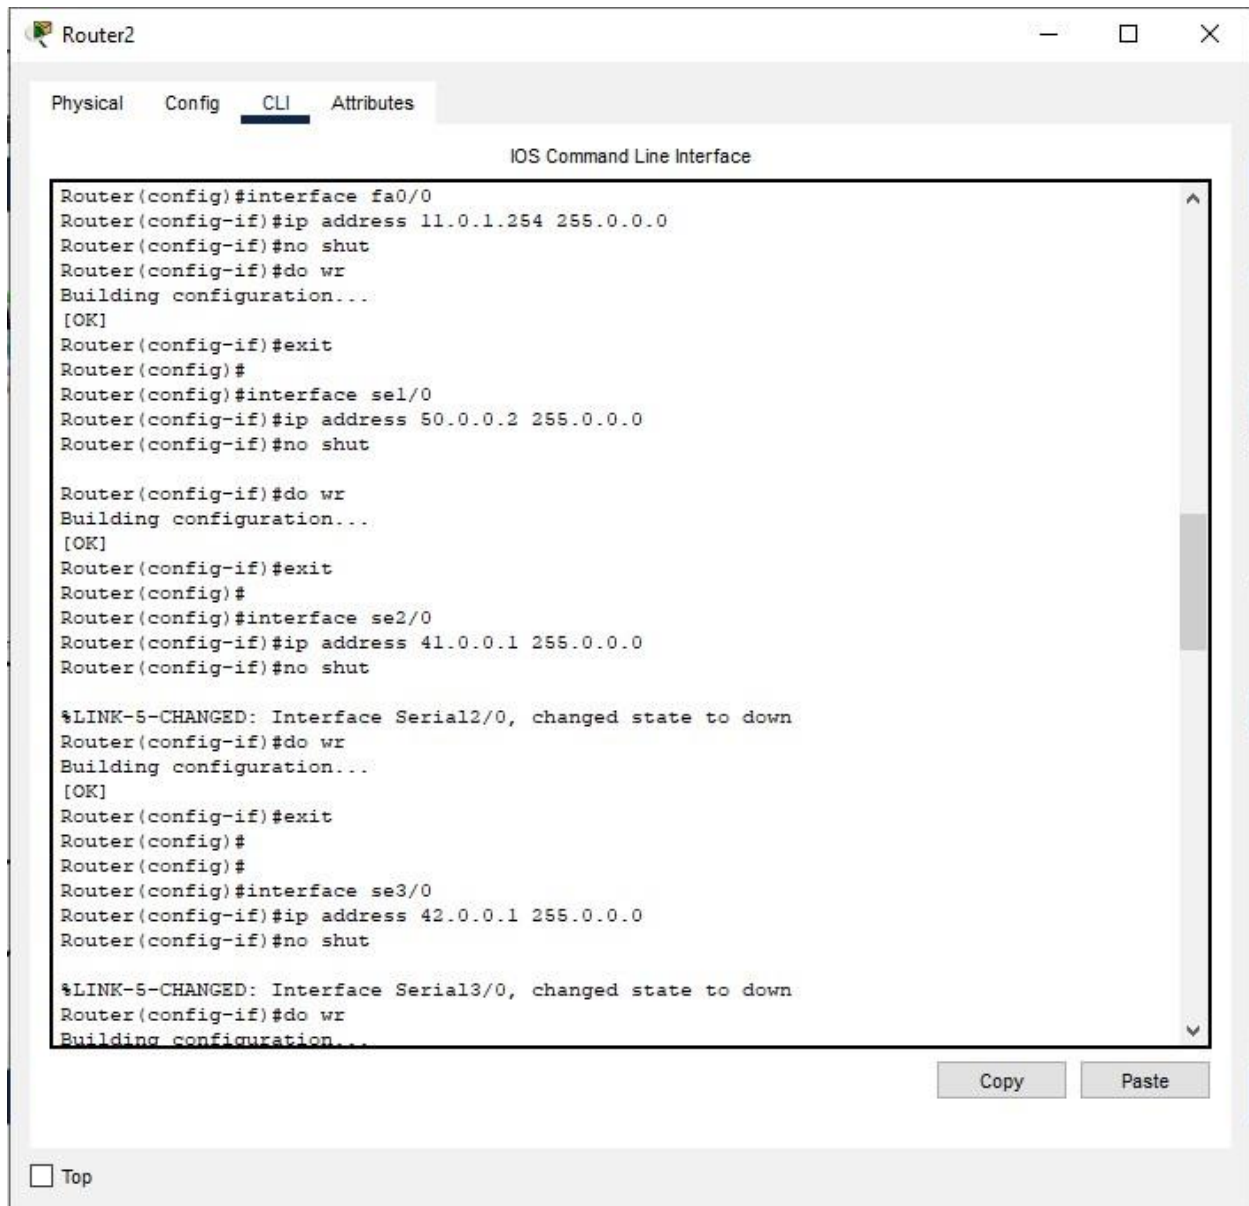 Router2
Physical Config CLI Attributes
IOS Command Line Interface
Router(config)#interface fa0/0
Router(config-if)#ip address 11.0.1.254 255.0.0.0
Router(config-if)#no shut
Router(config-if)#do wr
Building configuration...
[OK]
Router(config-if)#exit
Router(config)#
Router(config)#interface se1/0
Router(config-if)#ip address 50.0.0.2 255.0.0.0
Router(config-if)#no shut
Router(config-if)#do wr
Building configuration...
[OK]
Router(config-if)#exit
Router(config)#
Router(config)#interface se2/0
Router(config-if)#ip address 41.0.0.1 255.0.0.0
Router(config-if)#no shut
%LINK-5-CHANGED: Interface Serial2/0, changed state to down
Router(config-if)#do wr
Building configuration...
[OK]
Router(config-if)#exit
Router(config)#
Router(config)#
Router(config)#interface se3/0
Router(config-if)#ip address 42.0.0.1 255.0.0.0
Router(config-if)#no shut
%LINK-5-CHANGED: Interface Serial3/0, changed state to down
Router(config-if)#do wr
Building configuration...
Copy Paste
Top